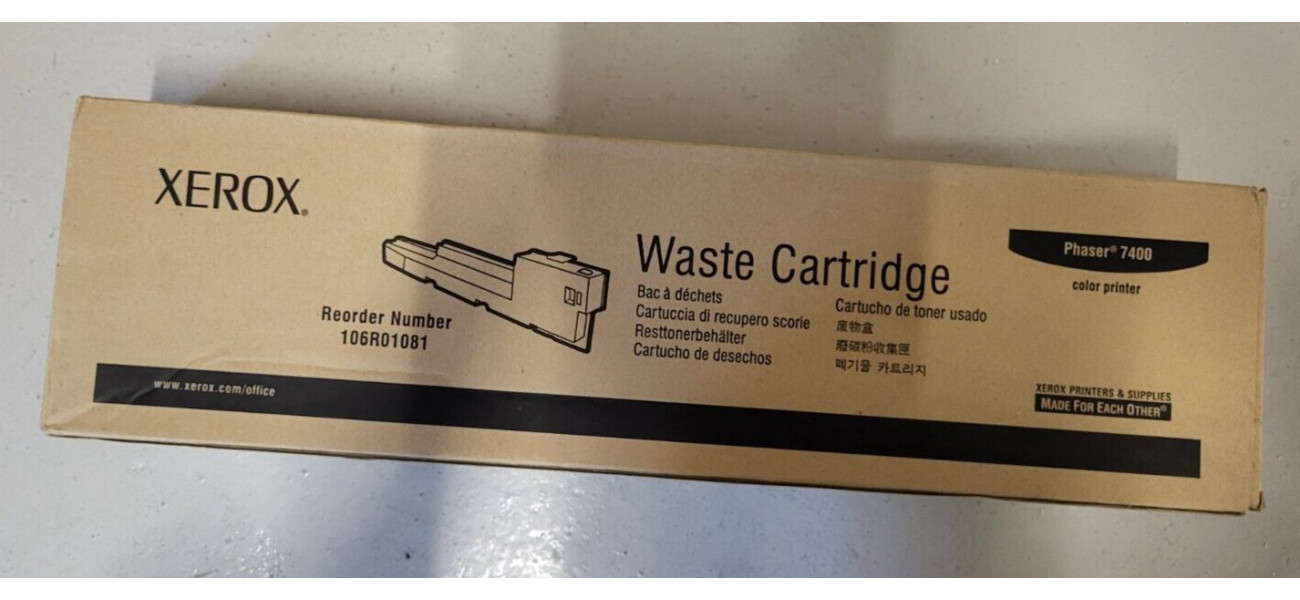 XEROX®
Reorder Number
106R01081
Waste Cartridge
Bac à déchets
Cartuccia di recupero scorie
Resttonerbehälter
Cartucho de desechos
Cartucho de toner usado
废物盒
廢碳粉收集匣
폐기물 카트리지
Phaser® 7400
color printer
www.xerox.com/office
XEROX PRINTERS & SUPPLIES
MADE FOR EACH OTHER®